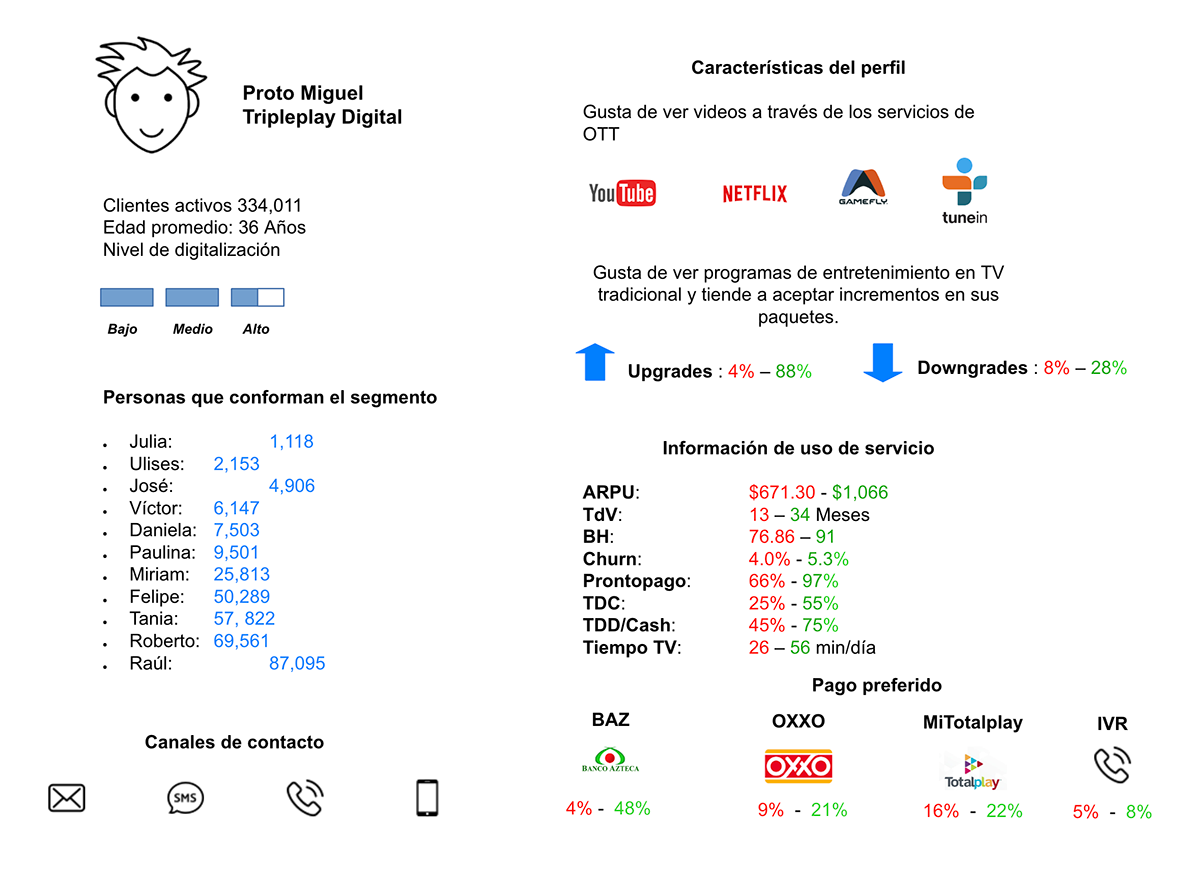 Proto Miguel
Tripleplay Digital
Clientes activos 334,011
Edad promedio: 36 Años
Nivel de digitalización
Bajo Medio Alto
Personas que conforman el segmento
• Julia: 1,118
• Ulises: 2,153
• José: 4,906
• Víctor: 6,147
• Daniela: 7,503
• Paulina: 9,501
• Miriam: 25,813
• Felipe: 50,289
• Tania: 57, 822
• Roberto: 69,561
• Raúl: 87,095
Canales de contacto
SMS
Características del perfil
Gusta de ver videos a través de los servicios de
OTT
YouTube NETFLIX GAMEFLY tunein
Gusta de ver programas de entretenimiento en TV
tradicional y tiende a aceptar incrementos en sus
paquetes.
Upgrades : 4% – 88% Downgrades : 8% – 28%
Información de uso de servicio
ARPU: $671.30 - $1,066
TdV: 13 – 34 Meses
BH: 76.86 – 91
Churn: 4.0% - 5.3%
Prontopago: 66% - 97%
TDC: 25% - 55%
TDD/Cash: 45% - 75%
Tiempo TV: 26 – 56 min/día
Pago preferido
BAZ OXXO MiTotalplay IVR
BANCO AZTECA OXXO Totalplay
4% - 48% 9% - 21% 16% - 22% 5% - 8%